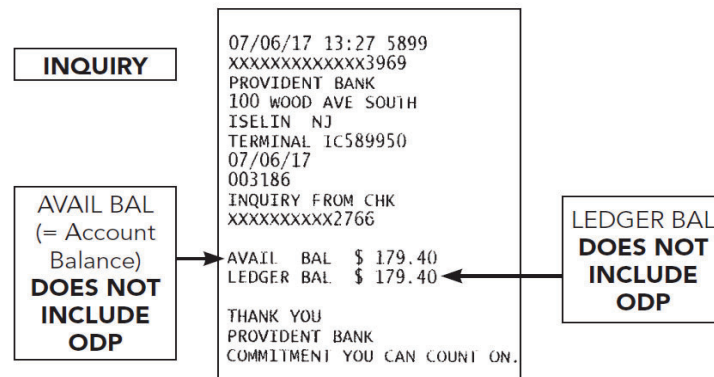 INQUIRY
07/06/17 13:27 5899
XXXXXXXXXXXXX3969
PROVIDENT BANK
100 WOOD AVE SOUTH
ISELIN NJ
TERMINAL IC589950
07/06/17
003186
INQUIRY FROM CHK
XXXXXXXXXX2766
AVAIL BAL $ 179.40
LEDGER BAL $ 179.40
THANK YOU
PROVIDENT BANK
COMMITMENT YOU CAN COUNT ON.
AVAIL BAL
(= Account
Balance)
DOES NOT
INCLUDE
ODP
LEDGER BAL
DOES NOT
INCLUDE
ODP